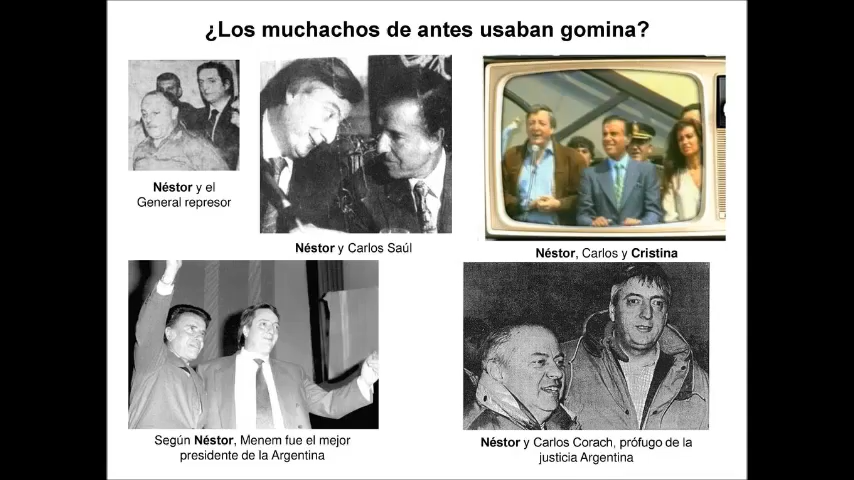 ¿Los muchachos de antes usaban gomina?
Néstor y el
General represor
Néstor y Carlos Saúl
Néstor, Carlos y Cristina
Según Néstor, Menem fue el mejor
presidente de la Argentina
Néstor y Carlos Corach, prófugo de la
justicia Argentina